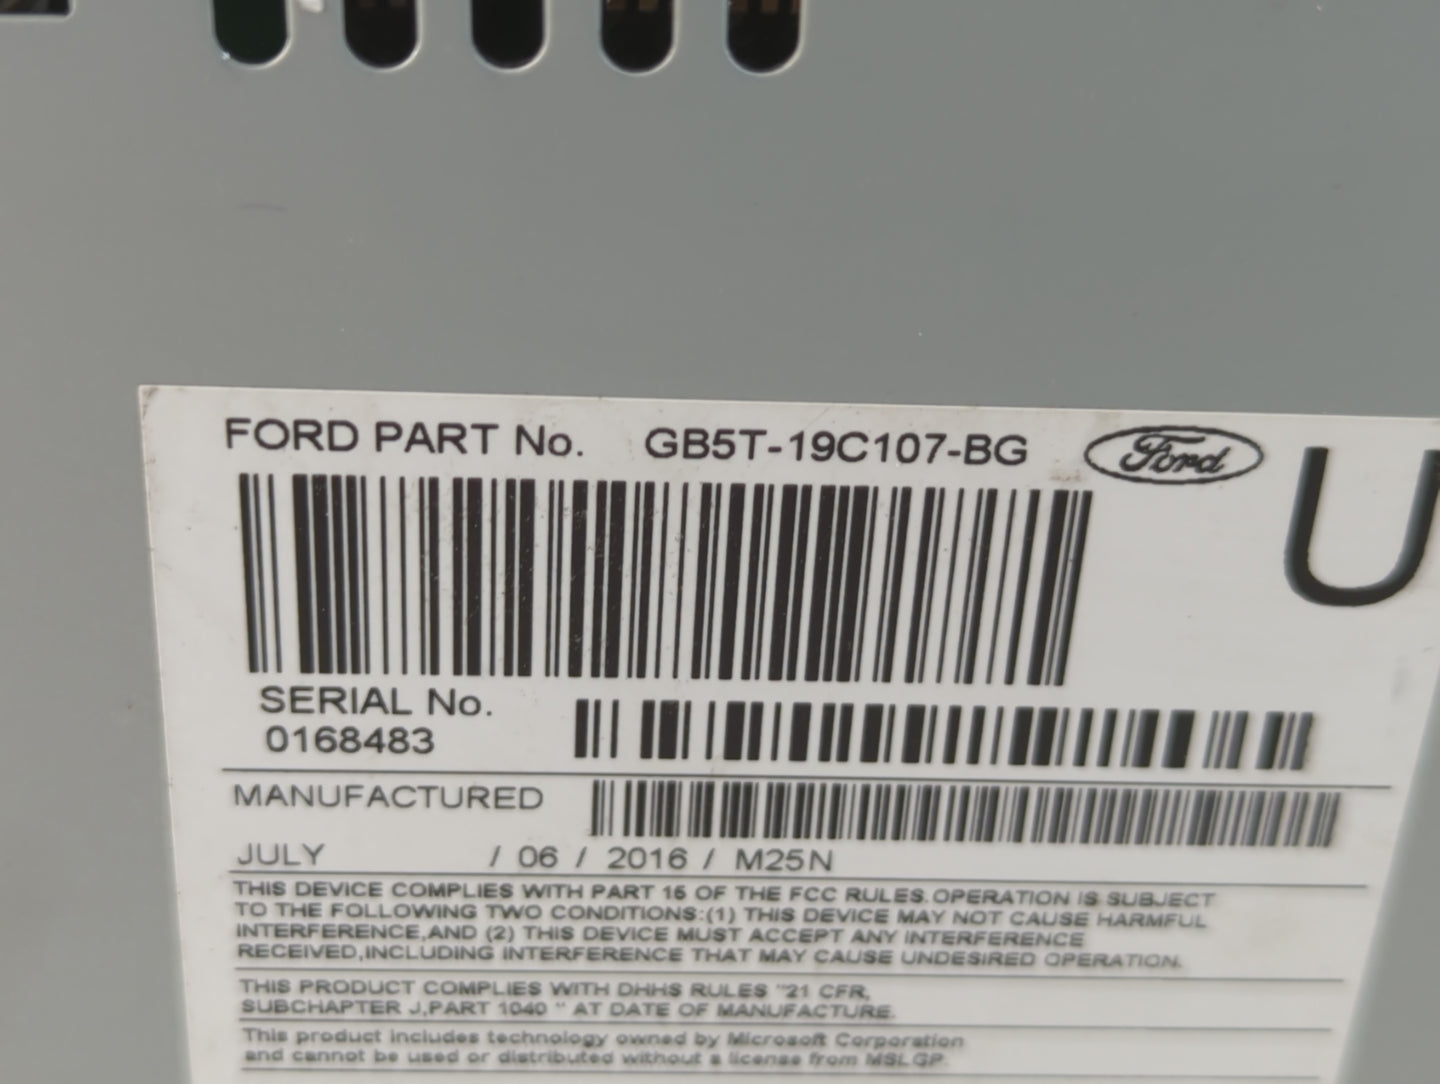 FORD PART No. GB5T-19C107-BG Ford U
SERIAL No.
0168483
MANUFACTURED
JULY / 06 / 2016 / M25N
THIS DEVICE COMPLIES WITH PART 15 OF THE FCC RULES. OPERATION IS SUBJECT
TO THE FOLLOWING TWO CONDITIONS:(1) THIS DEVICE MAY NOT CAUSE HARMFUL
INTERFERENCE,AND (2) THIS DEVICE MUST ACCEPT ANY INTERFERENCE
RECEIVED,INCLUDING INTERFERENCE THAT MAY CAUSE UNDESIRED OPERATION.
THIS PRODUCT COMPLIES WITH DHHS RULES "21 CFR,
SUBCHAPTER J,PART 1040 " AT DATE OF MANUFACTURE.
This product includes technology owned by Microsoft Corporation
and cannot be used or distributed without a license from MSLGP.